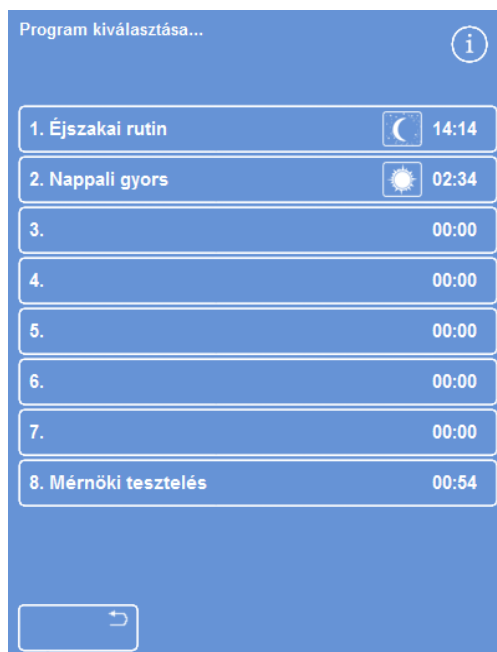 Program kiválasztása...
i
1. Éjszakai rutin 14:14
2. Nappali gyors 02:34
3. 00:00
4. 00:00
5. 00:00
6. 00:00
7. 00:00
8. Mérnöki tesztelés 00:54